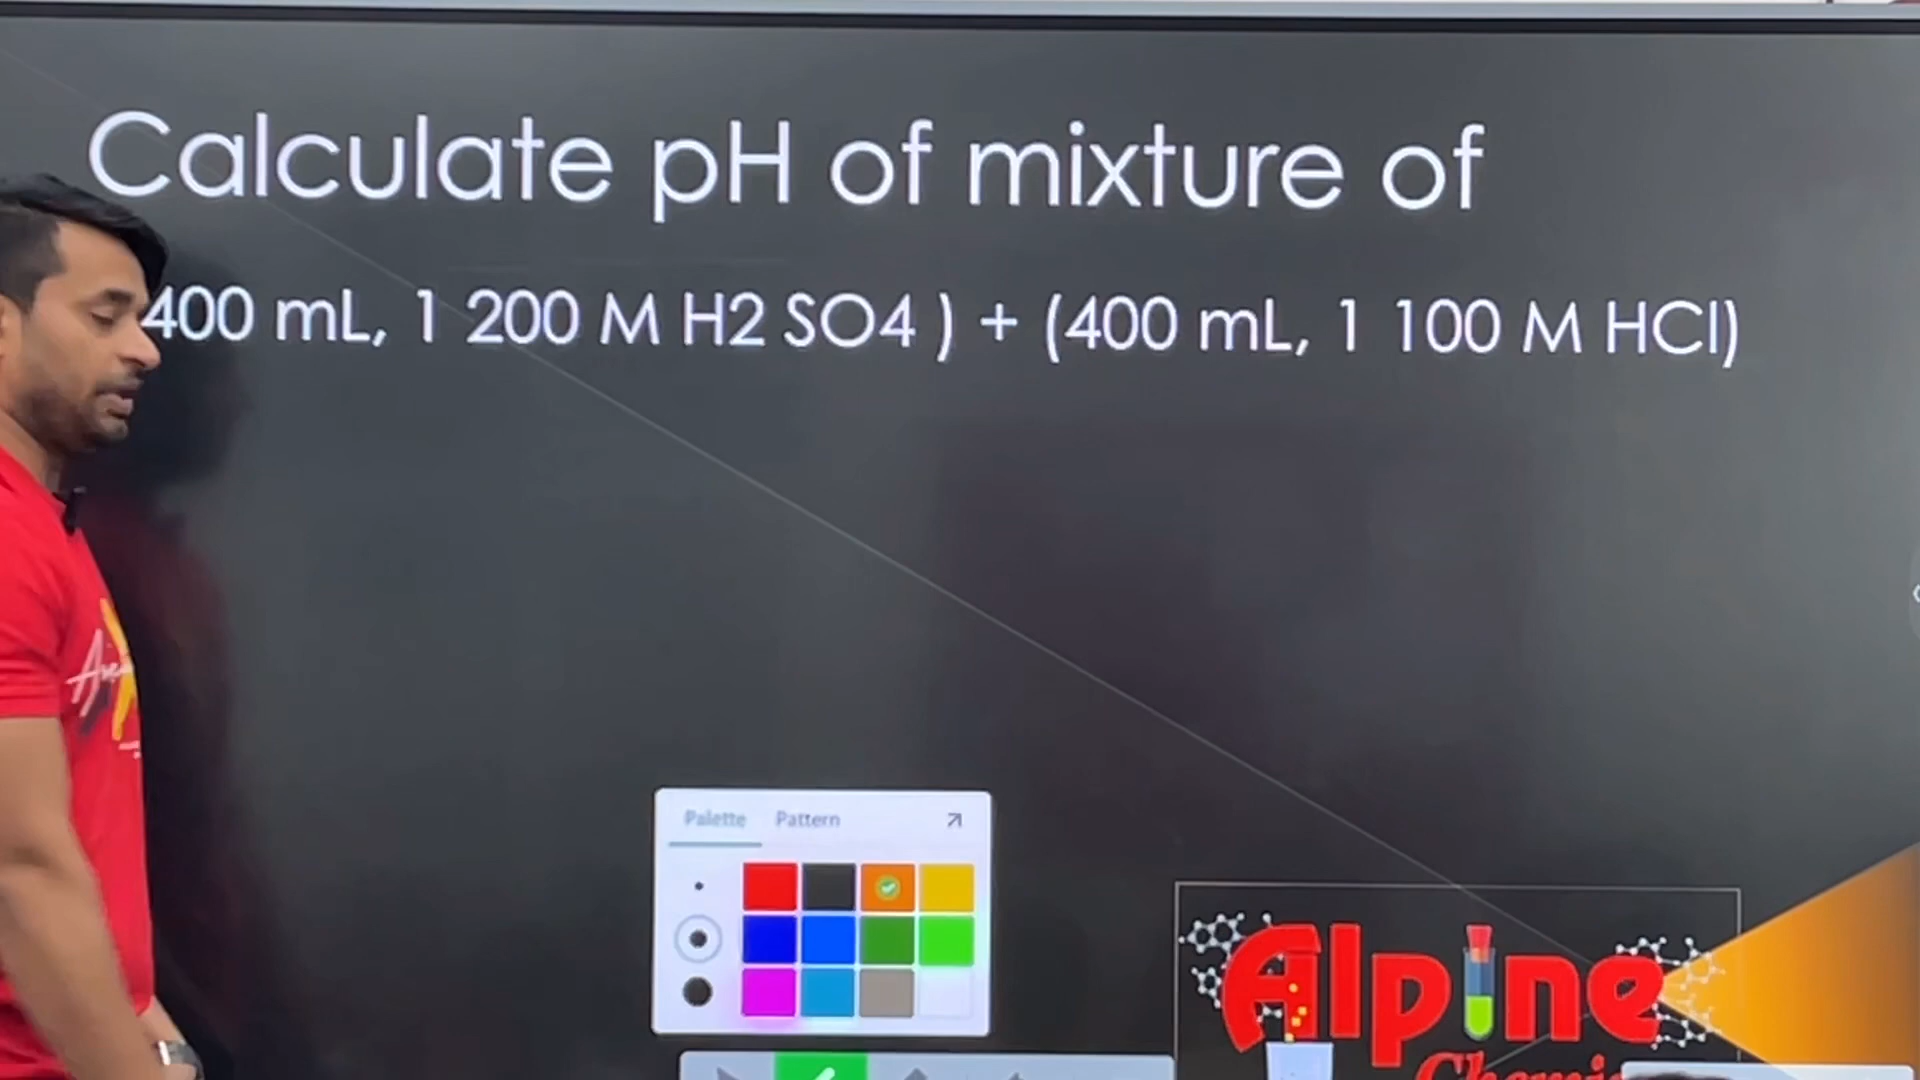 Calculate pH of mixture of
400 mL, 1 200 M H2 SO4 ) + (400 mL, 1 100 M HCl)
Palette Pattern
Alpine